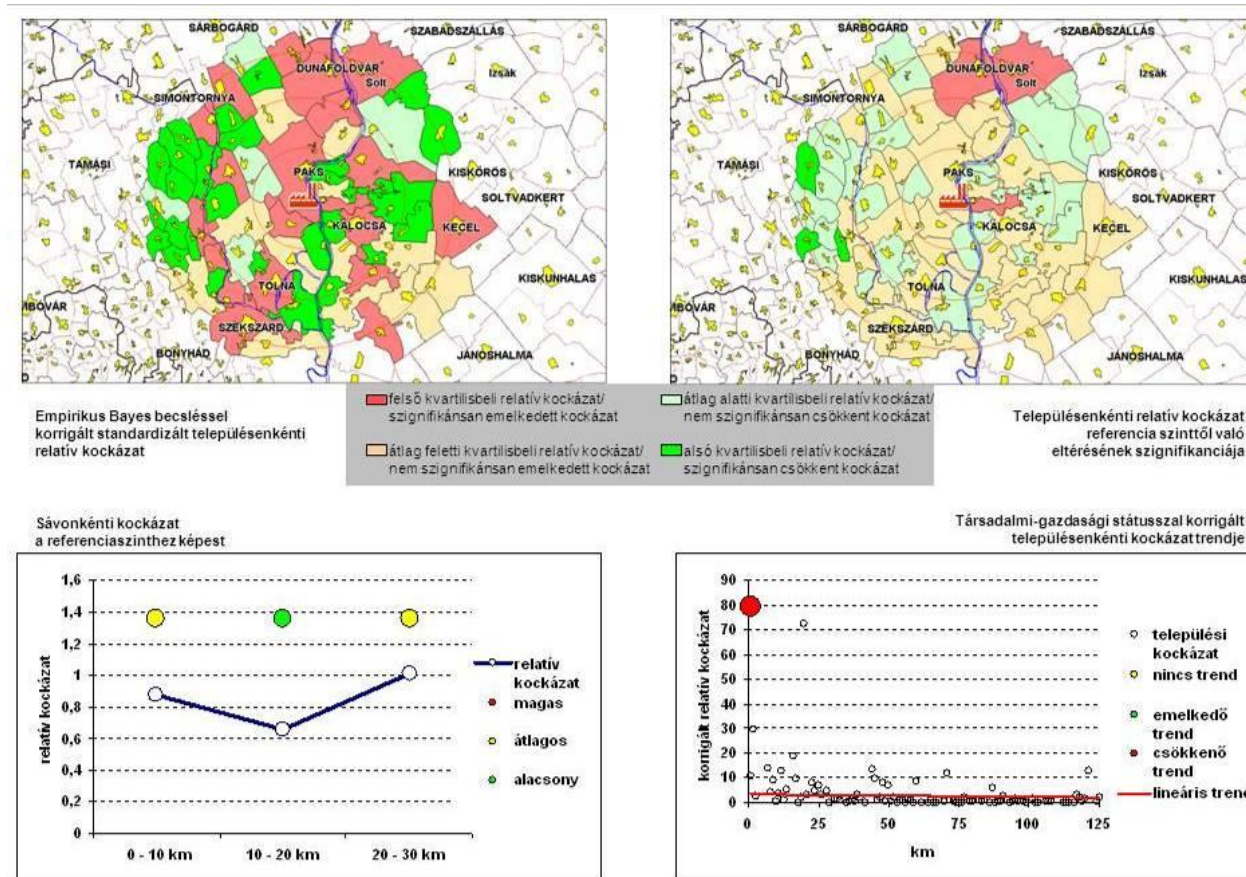 SÁRBOGÁRD
SZABADSZÁLLÁS
DUNAFÖLDVÁR
Solt
Izsák
SIMONTORNYA
TAMÁSI
PAKS
KISKŐRÖS
SOLTVADKERT
KALOCSA
KECEL
KISKUNHALAS
TOLNA
MBÓVÁR
SZEKSZÁRD
BONYHÁD
JÁNOSHALMA
SÁRBOGÁRD
SZABADSZÁLLÁS
DUNAFÖLDVÁR
Solt
Izsák
SIMONTORNYA
TAMÁSI
PAKS
KISKŐRÖS
SOLTVADKERT
KALOCSA
KECEL
KISKUNHALAS
TOLNA
MBÓVÁR
SZEKSZÁRD
BONYHÁD
JÁNOSHALMA
Empirikus Bayes becsléssel
korrigált standardizált településenkénti
relatív kockázat
felső kvartilisbeli relatív kockázat/
szignifikánsan emelkedett kockázat
átlag alatti kvartilisbeli relatív kockázat/
nem szignifikánsan csökkent kockázat
átlag feletti kvartilisbeli relatív kockázat/
nem szignifikánsan emelkedett kockázat
alsó kvartilisbeli relatív kockázat/
szignifikánsan csökkent kockázat
Településenkénti relatív kockázat
referencia szinttől való
eltérésének szignifikanciája
Sávonkénti kockázat
a referenciaszinthez képest
relatív kockázat
1,6
1,4
1,2
1
0,8
0,6
0,4
0,2
0
0 - 10 km
10 - 20 km
20 - 30 km
relatív
kockázat
magas
átlagos
alacsony
Társadalmi-gazdasági státusszal korrigált
településenkénti kockázat trendje
korrigált relatív kockázat
90
80
70
60
50
40
30
20
10
0
0
25
50
75
100
125
km
települési
kockázat
nincs trend
emelkedő
trend
csökkenő
trend
lineáris trend